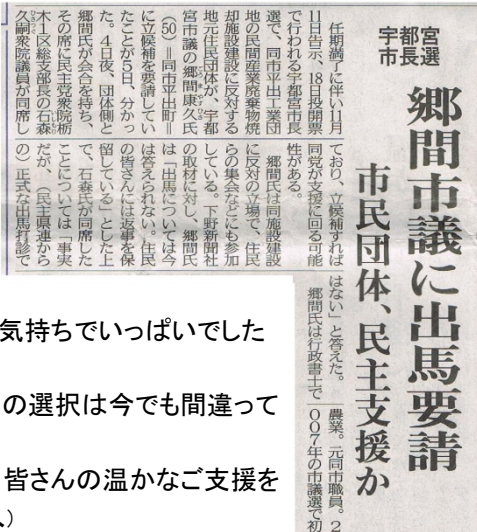 宇都宮
市長選
郷間市議に出馬要請
市民団体、民主支援か
任期満了に伴い11月
11日告示、18日投開票
で行われる宇都宮市長
選で、同市平出工業団
地の民間産業廃棄物焼
却施設建設に反対する
地元住民団体が、宇都
宮市議の郷間康久氏
（50）＝同市平出町＝
に立候補を要請してい
たことが5日、分かっ
た。4日夜、団体側と
郷間氏が会合を持ち、
その席に民主党衆院栃
木1区支部長の石森
久嗣衆院議員が同席し
ており、立候補すれば
同党が支援に回る可能
性がある。
郷間氏は同施設建設
に反対の立場で、住民
らの集会などにも参加
している。下野新聞社
の取材に対し、郷間氏
は「出馬については今
は答えられない。住民
の皆さんには返事を保
留している」とした上
で、石森氏が同席した
ことについては「事実
だが、（民主県連から
の）正式な出馬打診で
はない」と答えた。
郷間氏は行政書士で
農業。元同市職員。2
007年の市議選で初
気持ちでいっぱいでした
の選択は今でも間違って
皆さんの温かなご支援を